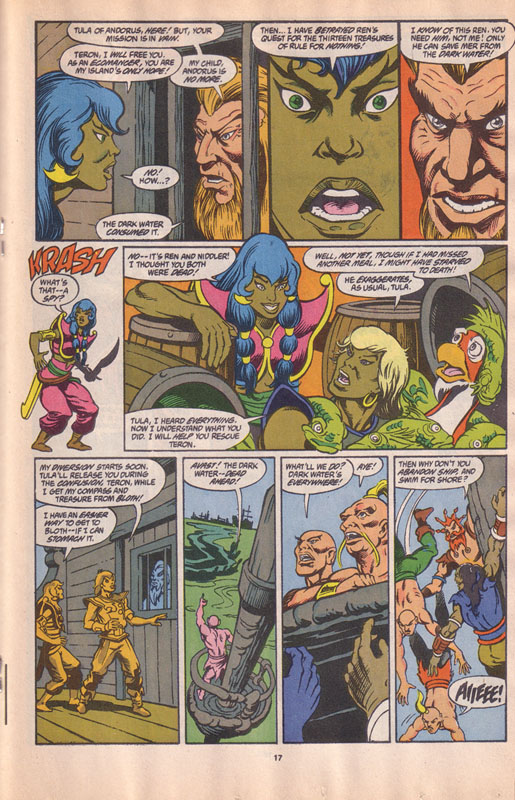 TULA OF ANDORUS, HERE! BUT, YOUR
MISSION IS IN VAIN.
TERON, I WILL FREE YOU.
AS AN ECOMANCER, YOU ARE
MY ISLAND'S ONLY HOPE!
MY CHILD,
ANDORUS IS
NO MORE.
NO!
HOW...?
THE DARK WATER
CONSUMED IT.
THEN... I HAVE BETRAYED REN'S
QUEST FOR THE THIRTEEN TREASURES
OF RULE FOR NOTHING!
I KNOW OF THIS REN. YOU
NEED HIM, NOT ME! ONLY
HE CAN SAVE MER FROM
THE DARK WATER!
KRASH
WHAT'S
THAT--A
SPY?
NO-- IT'S REN AND NIDDLER!
I THOUGHT YOU BOTH
WERE DEAD!
WELL, NOT YET, THOUGH IF I HAD MISSED
ANOTHER MEAL, I MIGHT HAVE STARVED
TO DEATH!
HE EXAGGERATES,
AS USUAL, TULA.
TULA, I HEARD EVERYTHING.
NOW I UNDERSTAND WHAT YOU
DID. I WILL HELP YOU RESCUE
TERON.
MY DIVERSION STARTS SOON.
TULA'LL RELEASE YOU DURING
THE CONFUSION, TERON, WHILE
I GET MY COMPASS AND
TREASURE FROM BLOTH!
I HAVE AN EASIER
WAY TO GET TO
BLOTH--IF I CAN
STOMACH IT.
AVAST! THE DARK
WATER--DEAD
AHEAD!
WHAT'LL WE DO? DARK
WATER'S
EVERYWHERE!
AYE!
THEN WHY DON'T YOU
ABANDON SHIP, AND
SWIM FOR SHORE?
AIIEEE!
17